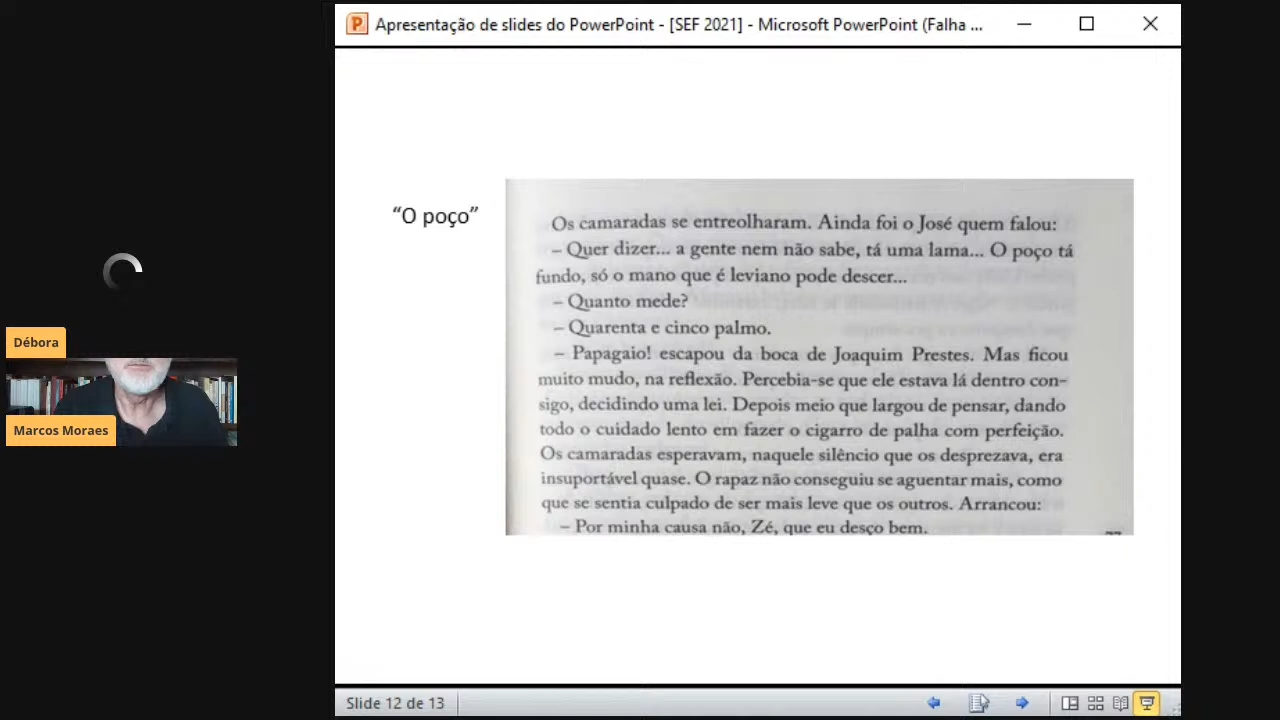 Apresentação de slides do PowerPoint - [SEF 2021] - Microsoft PowerPoint (Falha ...
“O poço”
Os camaradas se entreolharam. Ainda foi o José quem falou:
– Quer dizer... a gente nem não sabe, tá uma lama... O poço tá
fundo, só o mano que é leviano pode descer...
– Quanto mede?
– Quarenta e cinco palmo.
– Papagaio! escapou da boca de Joaquim Prestes. Mas ficou
muito mudo, na reflexão. Percebia-se que ele estava lá dentro con-
sigo, decidindo uma lei. Depois meio que largou de pensar, dando
todo o cuidado lento em fazer o cigarro de palha com perfeição.
Os camaradas esperavam, naquele silêncio que os desprezava, era
insuportável quase. O rapaz não conseguiu se aguentar mais, como
que se sentia culpado de ser mais leve que os outros. Arrancou:
– Por minha causa não, Zé, que eu desço bem.
Débora
Marcos Moraes
Slide 12 de 13